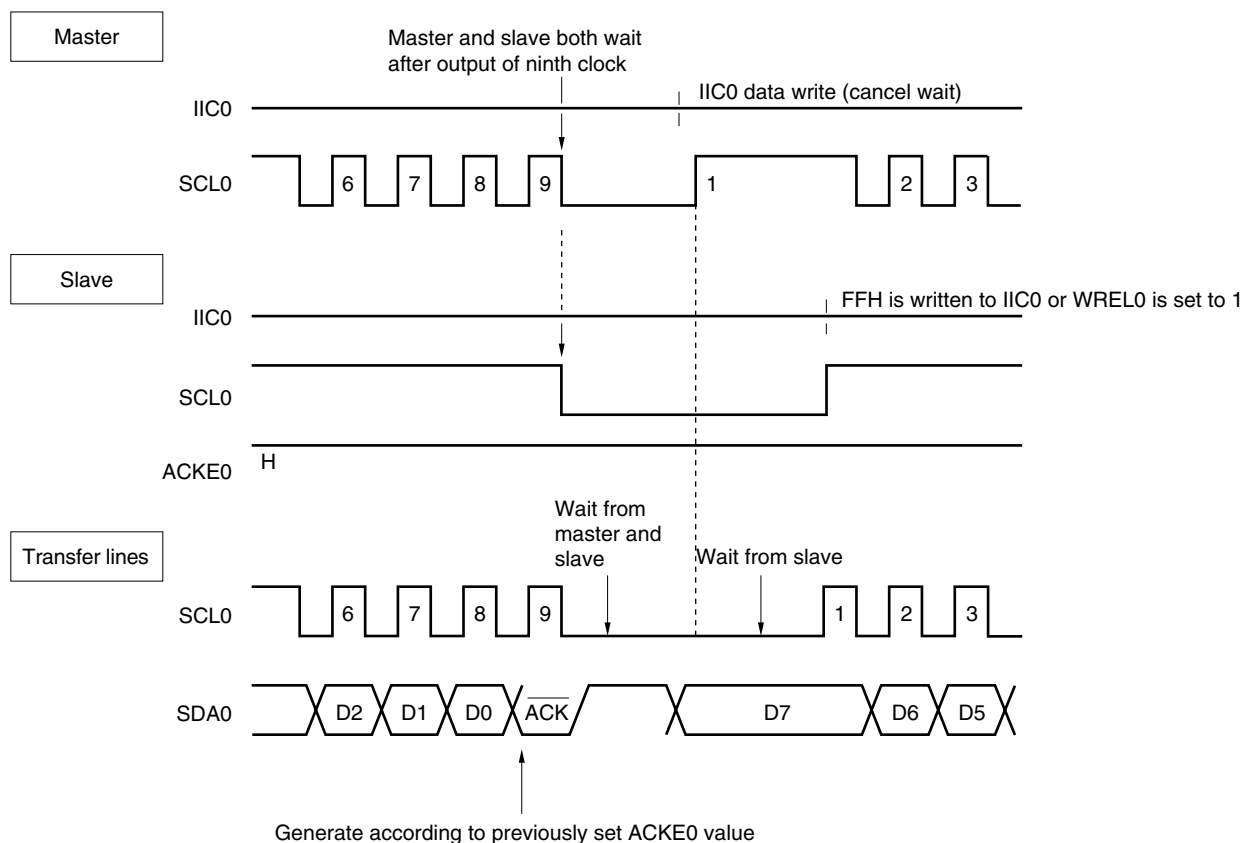 Master
Master and slave both wait
after output of ninth clock
IIC0
IIC0 data write (cancel wait)
SCL0
6 7 8 9 1 2 3
Slave
IIC0
FFH is written to IIC0 or WREL0 is set to 1
SCL0
ACKE0
H
Transfer lines
Wait from
master and
slave
Wait from slave
SCL0
6 7 8 9 1 2 3
SDA0
D2 D1 D0 ACK D7 D6 D5
Generate according to previously set ACKE0 value